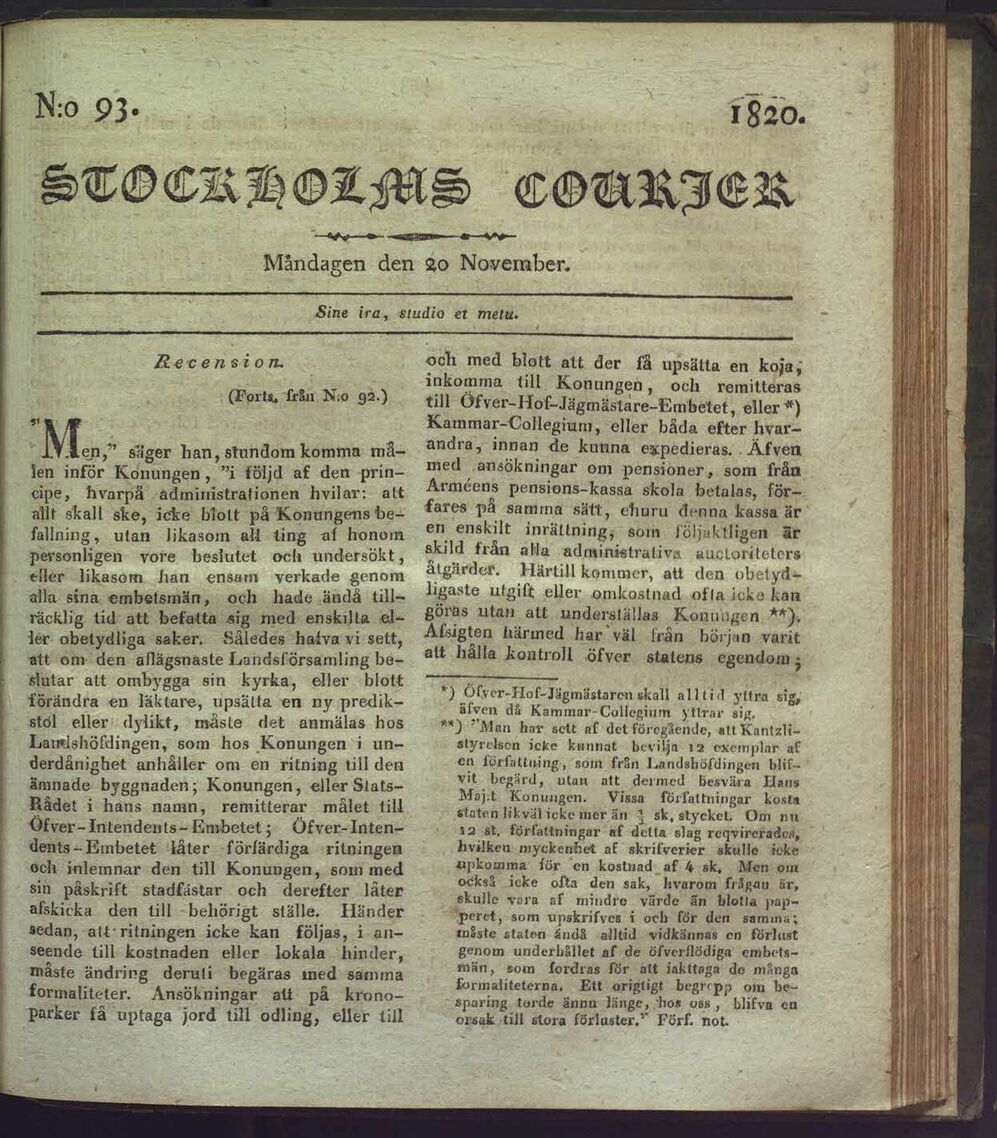 N:o 93.
1820.
STOCKHOLMS COURIER
Måndagen den 20 November.
Sine ira, studio et metu.
Recension.
(Forts. från N:o 92.)
"Men," säger han, stundom komma må-
len inför Konungen, "i följd af den prin-
cipe, hvarpå administrationen hvilar: att
allt skall ske, icke blott på Konungens be-
fallning, utan likasom all ting af honom
personligen vore beslutet och undersökt,
eller likasom han ensam verkade genom
alla sina embetsmän, och hade ändå till-
räcklig tid att befatta sig med enskilta el-
ler obetydliga saker. Således hafva vi sett,
att om den aflägsnaste Landsförsamling be-
slutar att ombygga sin kyrka, eller blott
förändra en läktare, upsätta en ny predik-
stol eller dylikt, måste det anmälas hos
Landshöfdingen, som hos Konungen i un-
derdånighet anhåller om en ritning till den
ämnade byggnaden; Konungen, eller Stats-
Rådet i hans namn, remitterar målet till
Öfver-Intendents-Embetet; Öfver-Inten-
dents-Embetet låter förfärdiga ritningen
och inlemnar den till Konungen, som med
sin påskrift stadfästar och derefter låter
afskicka den till behörigt ställe. Händer
sedan, att ritningen icke kan följas, i an-
seende till kostnaden eller lokala hinder,
måste ändring deruti begäras med samma
formaliteter. Ansökningar att på krono-
parker få uptaga jord till odling, eller till
och med blott att der få upsätta en koja,
inkomma till Konungen, och remitteras
till Öfver-Hof-Jägmästare-Embetet, eller *)
Kammar-Collegium, eller båda efter hvar-
andra, innan de kunna expedieras. Äfven
med ansökningar om pensioner, som från
Arméens pensions-kassa skola betalas, för-
fares på samma sätt, ehuru denna kassa är
en enskilt inrättning, som följaktligen är
skild från alla administrativa auctoriteters
åtgärder. Härtill kommer, att den obetyd-
ligaste utgift eller omkostnad ofta icke kan
göras utan att underställas Konungen **).
Afsigten härmed har väl från början varit
att hålla kontroll öfver statens egendom;
*) Öfver-Hof-Jägmästaren skall alltid yttra sig,
äfven då Kammar-Collegium yttrar sig.
**) "Man har sett af det föregående, att Kantzli-
styrelsen icke kunnat bevilja 12 exemplar af
en författning, som från Landshöfdingen blif-
vit begärd, utan att dermed besvära Hans
Maj:t Konungen. Vissa författningar kosta
staten likväl icke mer än sk. stycket. Om nu
12 st. författningar af detta slag reqvirerades,
hvilken myckenhet af skrifverier skulle icke
upkomma för en kostnad af 4 sk. Men om
också icke ofta den sak, hvarom frågan är,
skulle vara af mindre värde än blotta pap-
peret, som upskrifves i och för den samma;
måste staten ändå alltid vidkännas en förlust
genom underhållet af de öfverflödiga embets-
män, som fordras för att iakttaga de många
formaliteterna. Ett origtigt begrepp om be-
sparing torde ännu länge, hos oss, blifva en
orsak till stora förluster." Förf. not.